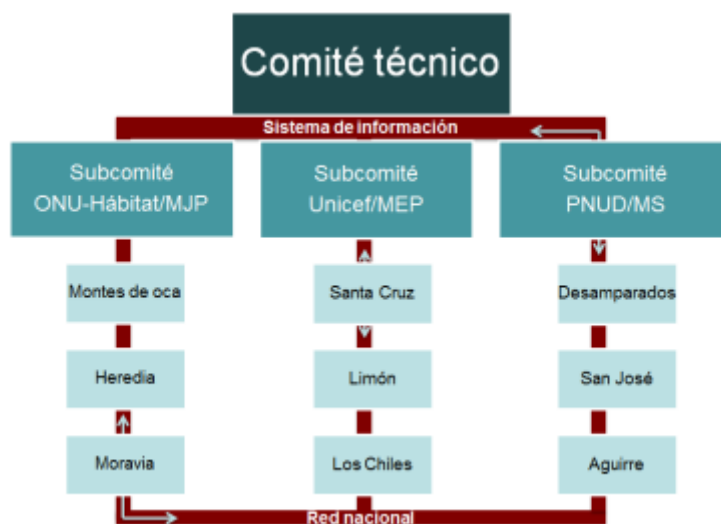 Comité técnico
Sistema de información
Subcomité
ONU-Hábitat/MJP
Subcomité
Unicef/MEP
Subcomité
PNUD/MS
Montes de oca
Santa Cruz
Desamparados
Heredia
Limón
San José
Moravia
Los Chiles
Aguirre
Red nacional